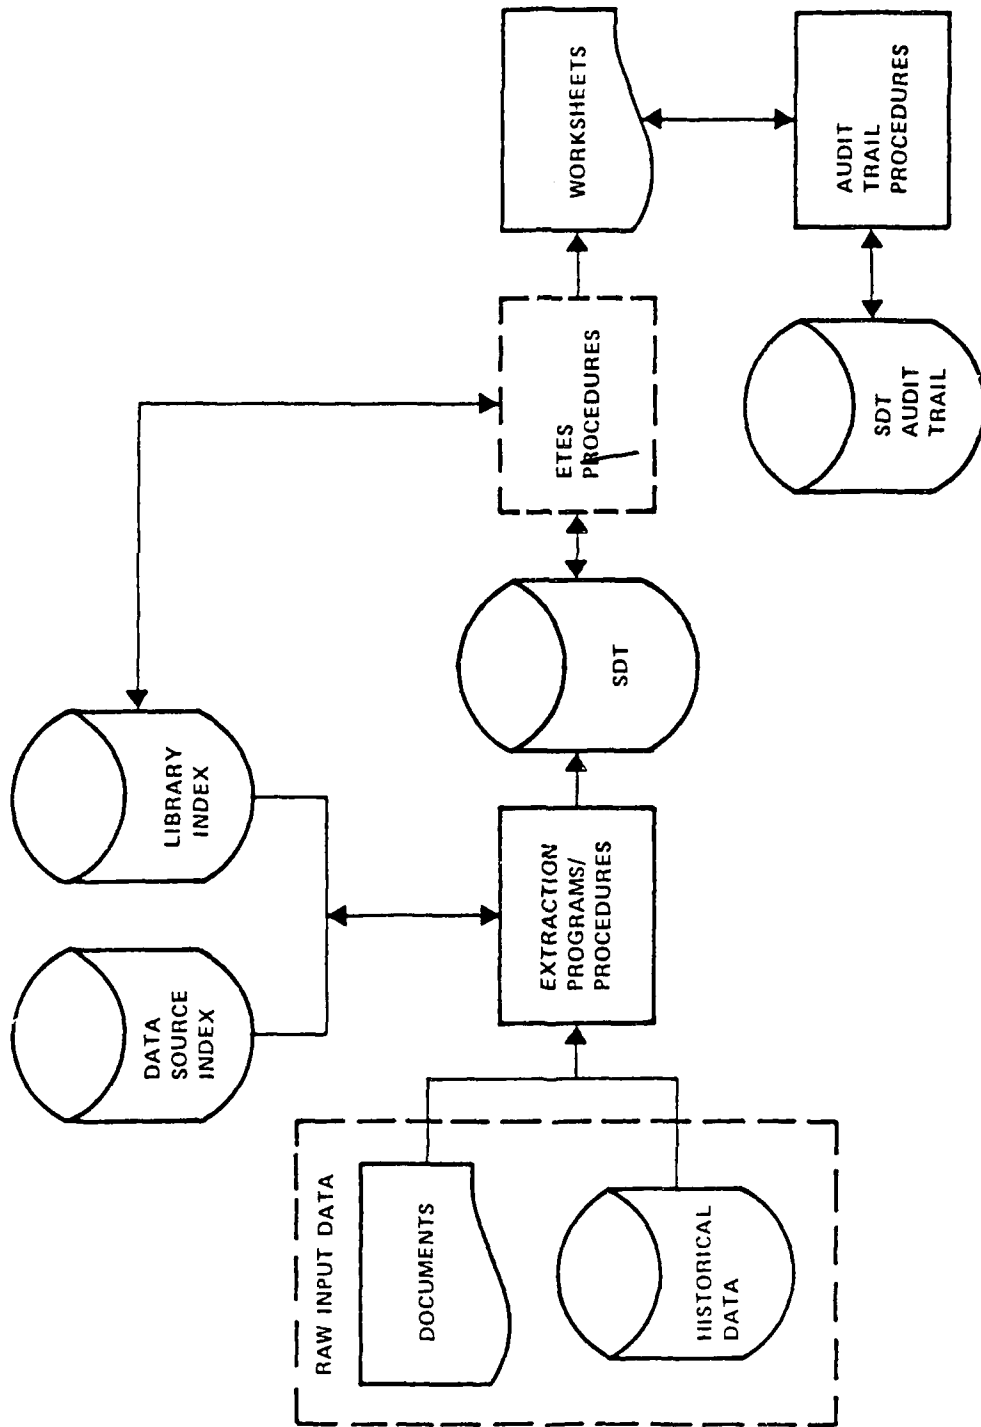 RAW INPUT DATA
DOCUMENTS
HISTORICAL
DATA
DATA
SOURCE
INDEX
LIBRARY
INDEX
EXTRACTION
PROGRAMS/
PROCEDURES
SDT
ETES
PROCEDURES
WORKSHEETS
AUDIT
TRAIL
PROCEDURES
SDT
AUDIT
TRAIL